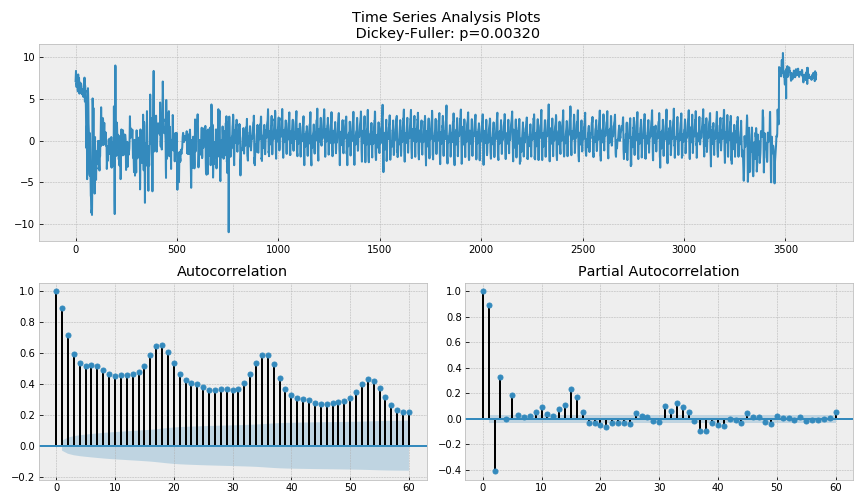 Time Series Analysis Plots
Dickey-Fuller: p=0.00320
10
5
0
−5
−10
0 500 1000 1500 2000 2500 3000 3500
Autocorrelation
1.0
0.8
0.6
0.4
0.2
0.0
−0.2
0 10 20 30 40 50 60
Partial Autocorrelation
1.0
0.8
0.6
0.4
0.2
0.0
−0.2
−0.4
0 10 20 30 40 50 60